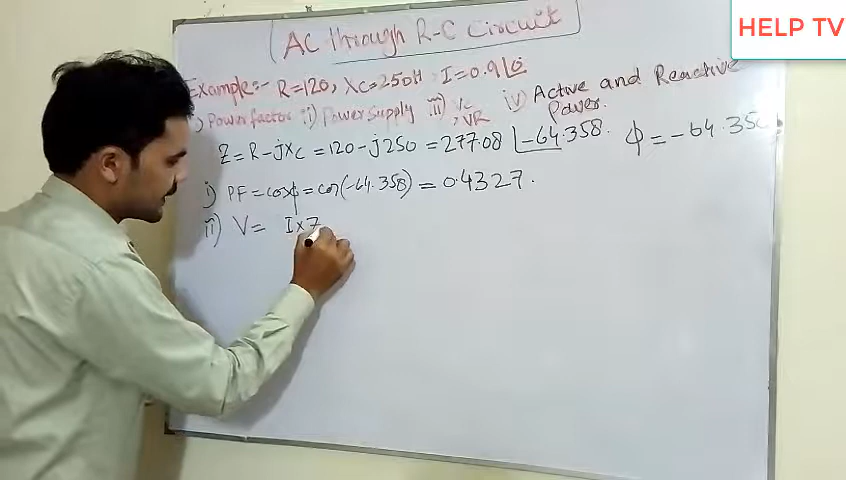 HELP TV
AC through R-C Circuit
Example:- R=120, Xc=250H, I=0.9∠0
i) Power factor ii) Power supply iii) Vc, VR iv) Active and Reactive Power.
Z=R-jXc=120-j250=277.08∠-64.358. ϕ=-64.358
i) PF=cosϕ=cos(-64.358)=0.4327.
ii) V= I×Z